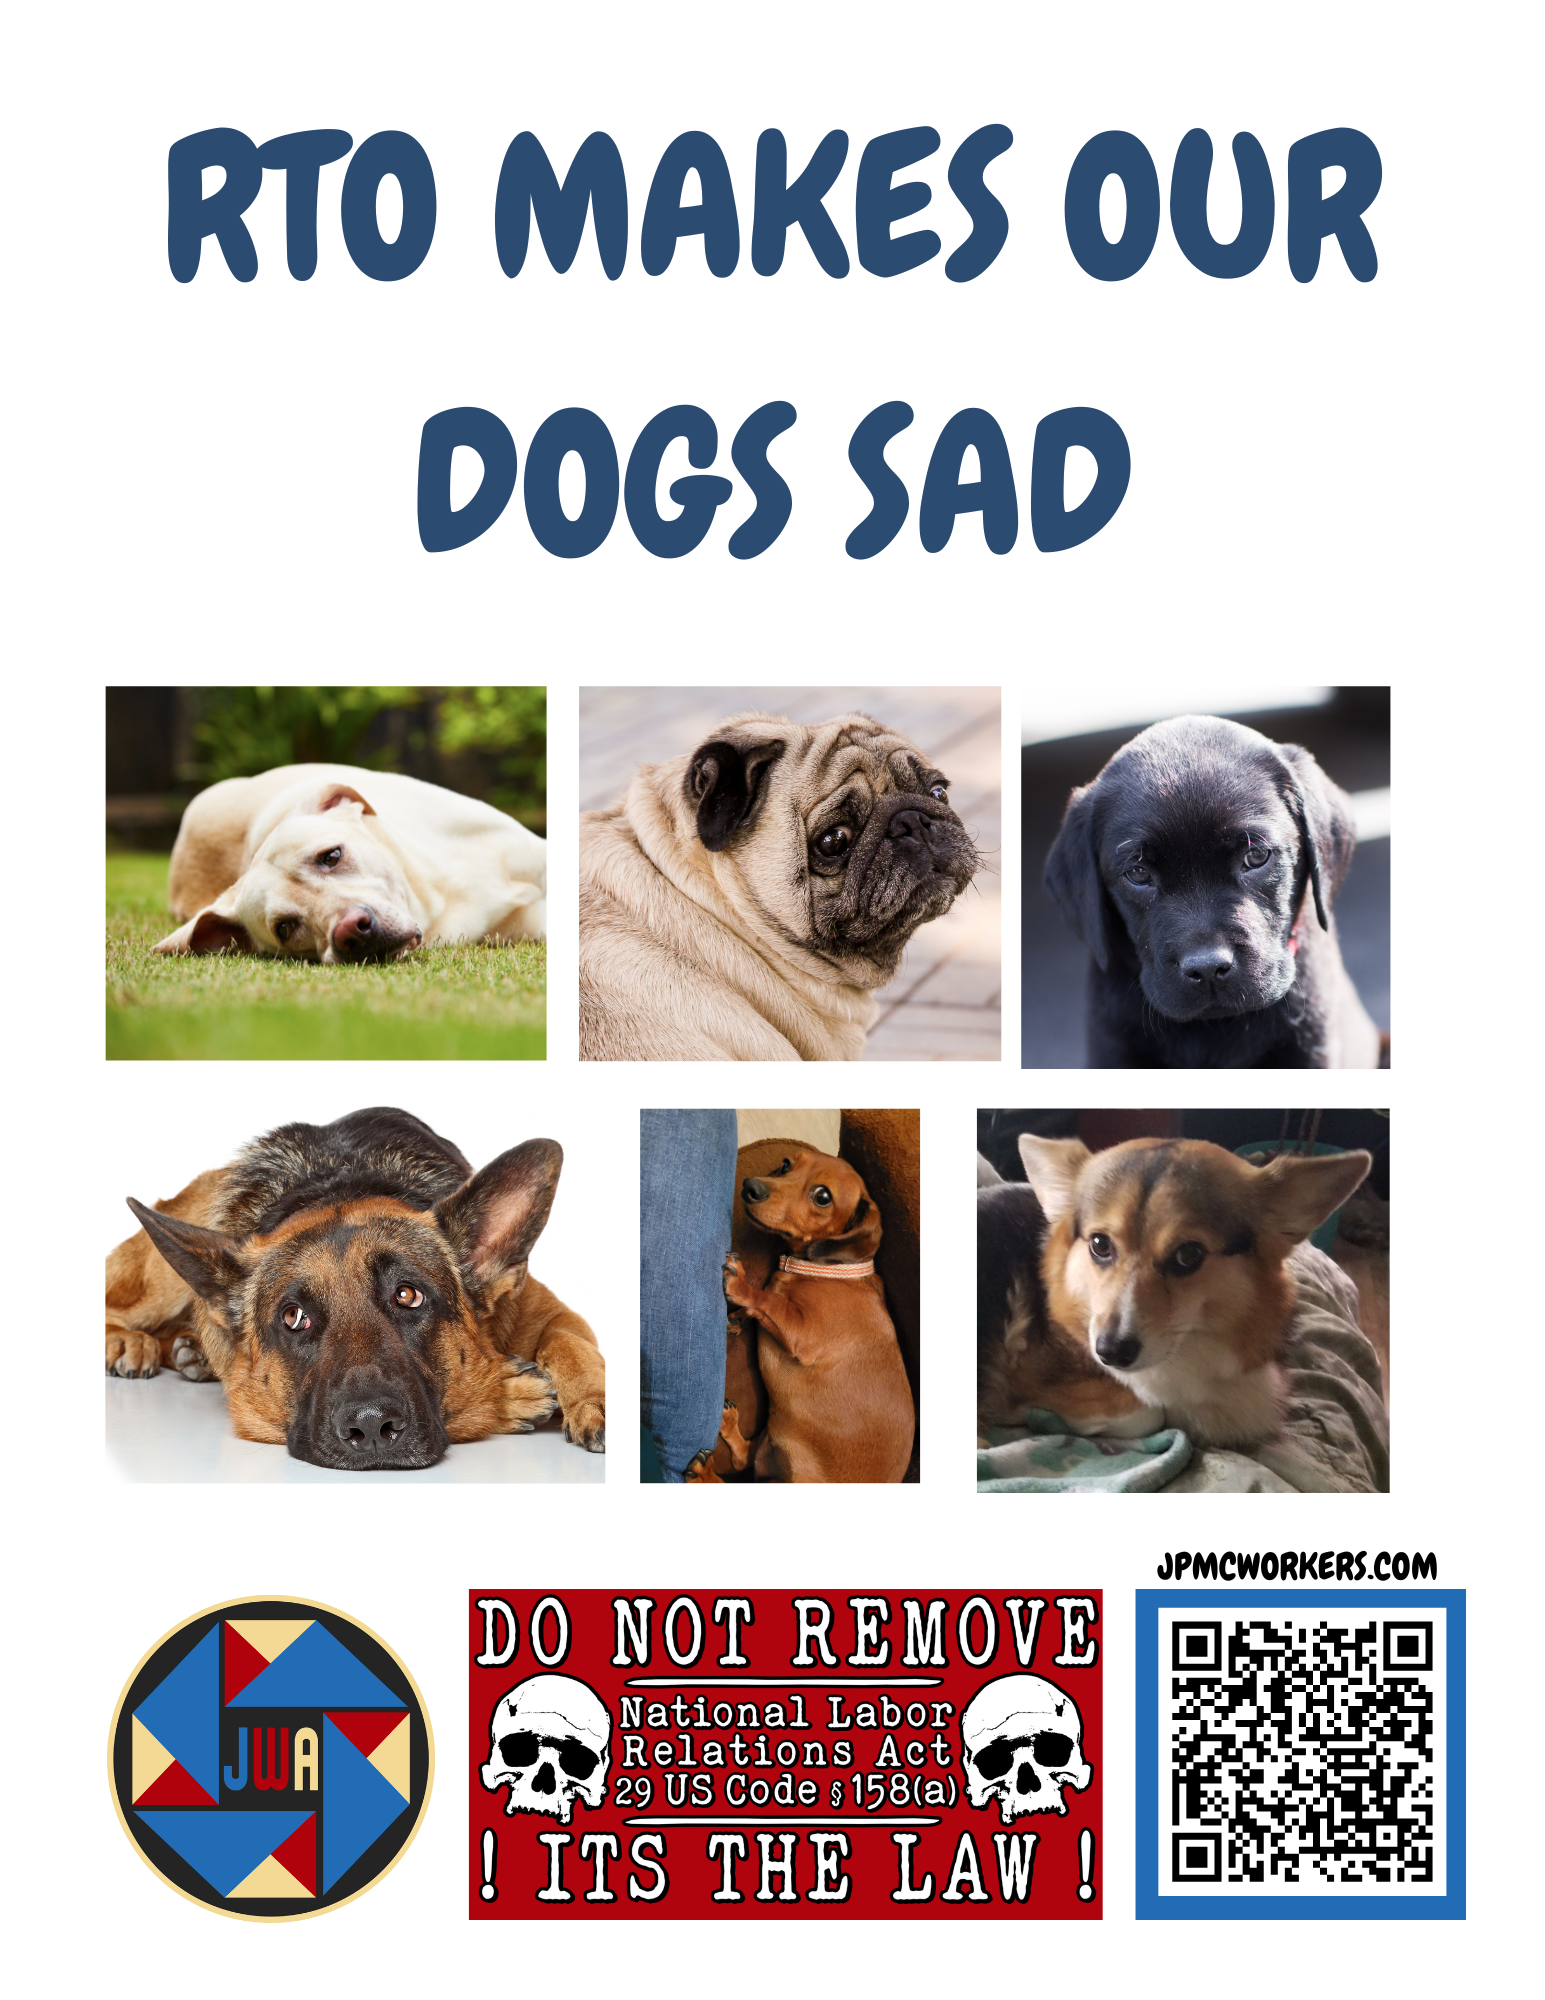 RTO MAKES OUR
DOGS SAD
JPMCWORKERS.COM
JWA
DO NOT REMOVE
National Labor
Relations Act
29 US Code § 158(a)
! ITS THE LAW !